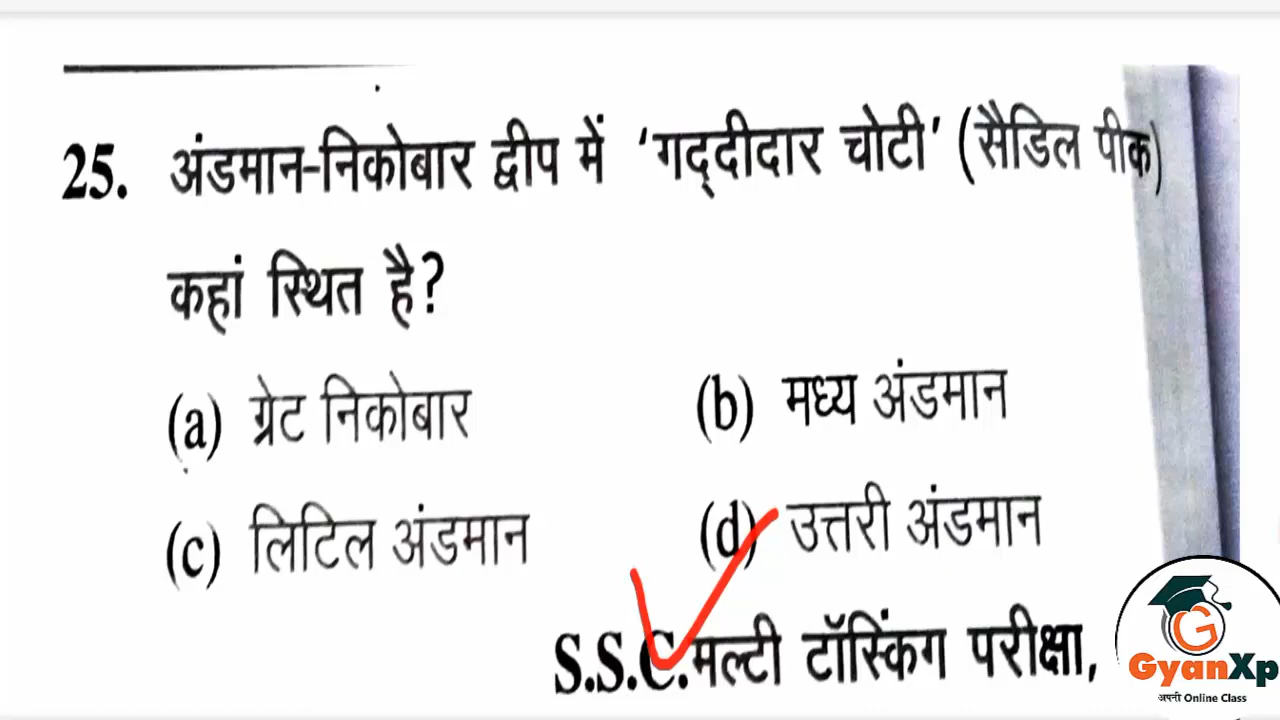 25. अंडमान-निकोबार द्वीप में 'गद्दीदार चोटी' (सैडिल पीक)
कहां स्थित है?
(a) ग्रेट निकोबार (b) मध्य अंडमान
(c) लिटिल अंडमान (d) उत्तरी अंडमान
S.S.C. मल्टी टॉस्किंग परीक्षा,
G
GyanXp
अपनी Online Class